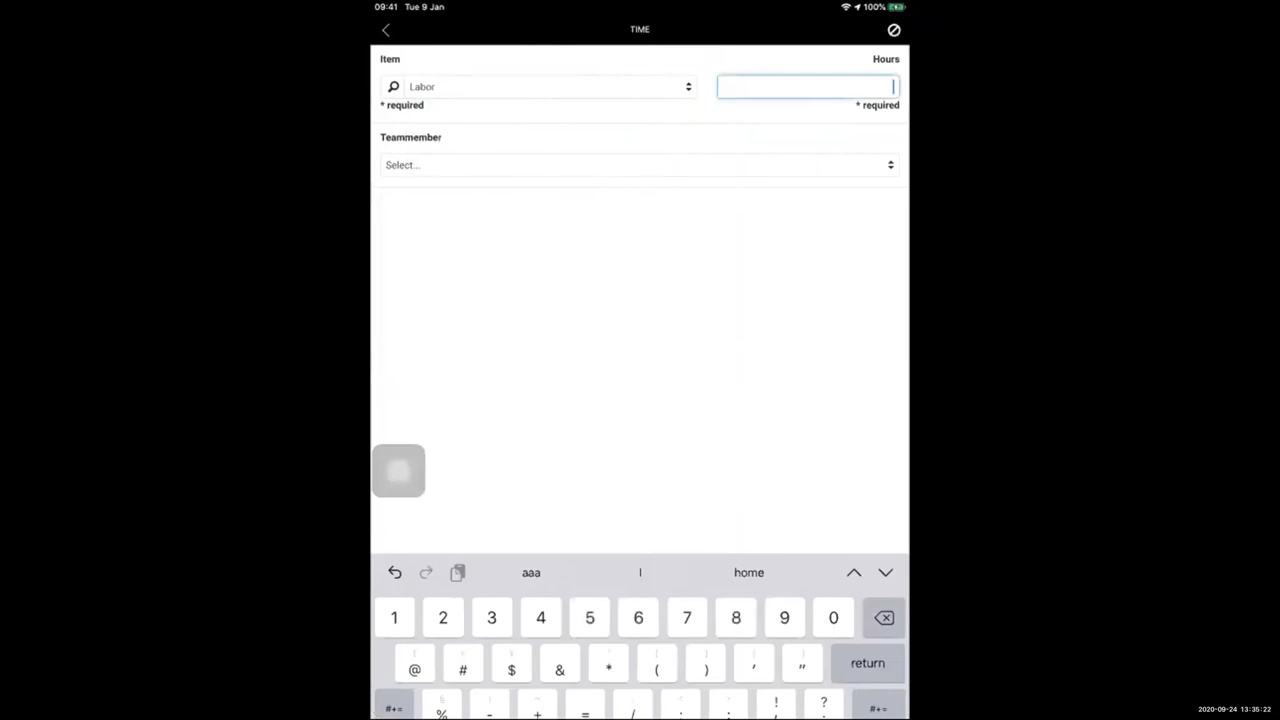 09:41 Tue 9 Jan 100%
TIME
Item Hours
Labor
* required * required
Teammember
Select...
aaa I home
1 2 3 4 5 6 7 8 9 0
@ # $ & * ( ) ' " return
#+= % - + = / ; : ! ? #+=
2020-09-24 13:35:22